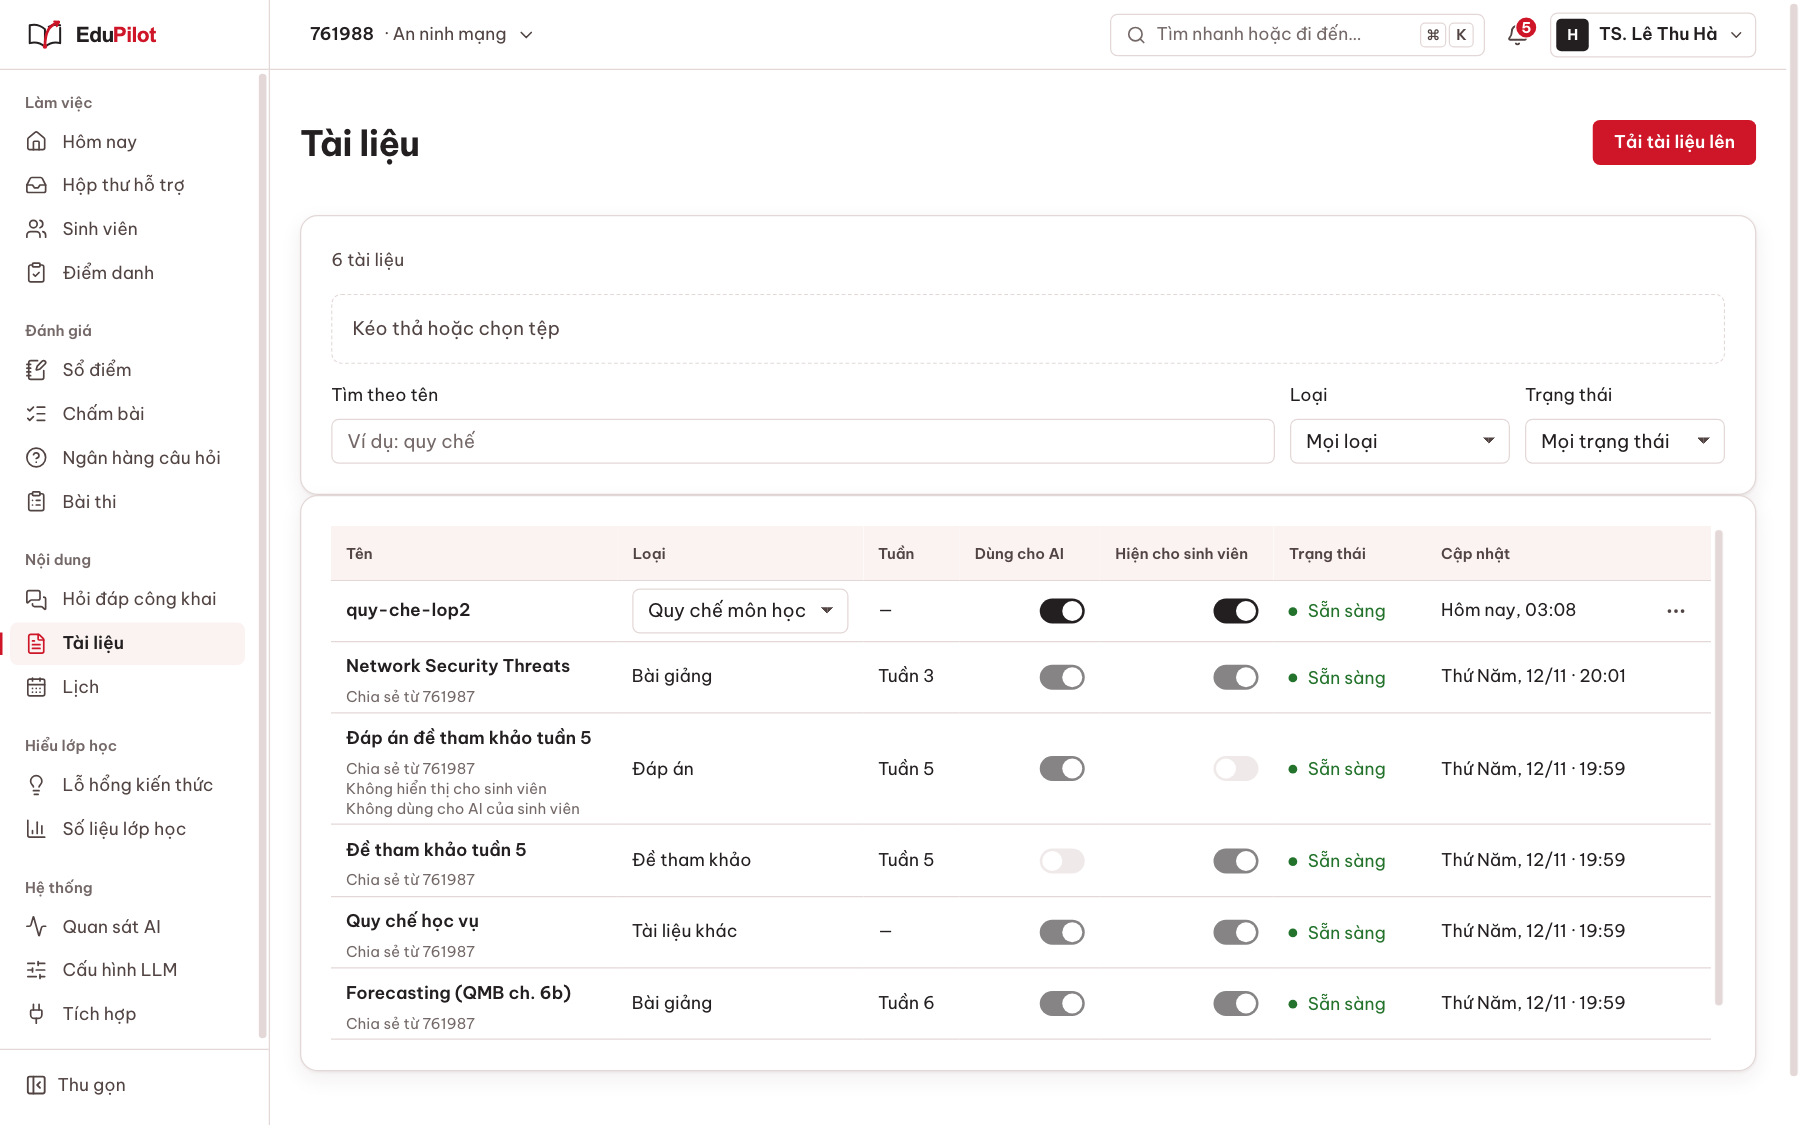 EduPilot
761988 · An ninh mạng
Tìm nhanh hoặc đi đến...
⌘ K
5
H TS. Lê Thu Hà
Làm việc
Hôm nay
Hộp thư hỗ trợ
Sinh viên
Điểm danh
Đánh giá
Sổ điểm
Chấm bài
Ngân hàng câu hỏi
Bài thi
Nội dung
Hỏi đáp công khai
Tài liệu
Lịch
Hiểu lớp học
Lỗ hổng kiến thức
Số liệu lớp học
Hệ thống
Quan sát AI
Cấu hình LLM
Tích hợp
Thu gọn
Tài liệu
Tải tài liệu lên
6 tài liệu
Kéo thả hoặc chọn tệp
Tìm theo tên
Ví dụ: quy chế
Loại
Mọi loại
Trạng thái
Mọi trạng thái
Tên Loại Tuần Dùng cho AI Hiện cho sinh viên Trạng thái Cập nhật
quy-che-lop2 Quy chế môn học — Sẵn sàng Hôm nay, 03:08 ...
Network Security Threats
Chia sẻ từ 761987
Bài giảng Tuần 3 Sẵn sàng Thứ Năm, 12/11 · 20:01
Đáp án đề tham khảo tuần 5
Chia sẻ từ 761987
Không hiển thị cho sinh viên
Không dùng cho AI của sinh viên
Đáp án Tuần 5 Sẵn sàng Thứ Năm, 12/11 · 19:59
Đề tham khảo tuần 5
Chia sẻ từ 761987
Đề tham khảo Tuần 5 Sẵn sàng Thứ Năm, 12/11 · 19:59
Quy chế học vụ
Chia sẻ từ 761987
Tài liệu khác — Sẵn sàng Thứ Năm, 12/11 · 19:59
Forecasting (QMB ch. 6b)
Chia sẻ từ 761987
Bài giảng Tuần 6 Sẵn sàng Thứ Năm, 12/11 · 19:59